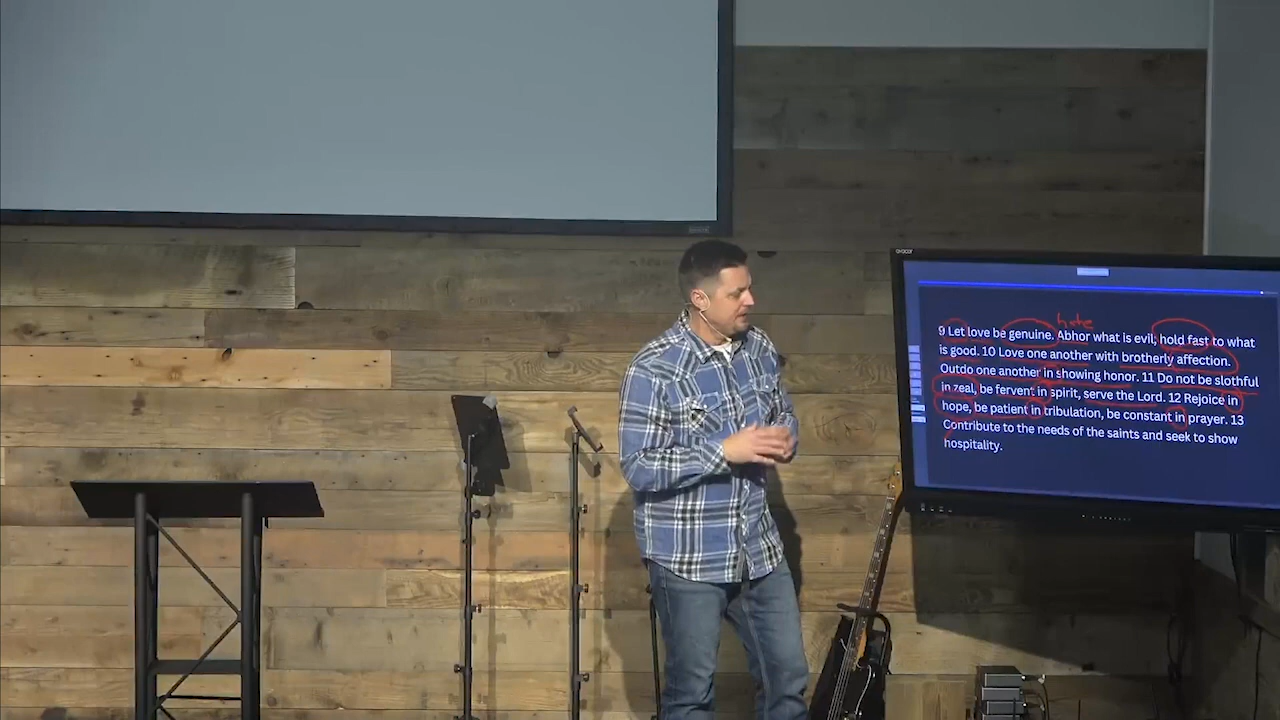 hate
9 Let love be genuine. Abhor what is evil; hold fast to what
is good. 10 Love one another with brotherly affection.
Outdo one another in showing honor. 11 Do not be slothful
in zeal, be fervent in spirit, serve the Lord. 12 Rejoice in
hope, be patient in tribulation, be constant in prayer. 13
Contribute to the needs of the saints and seek to show
hospitality.